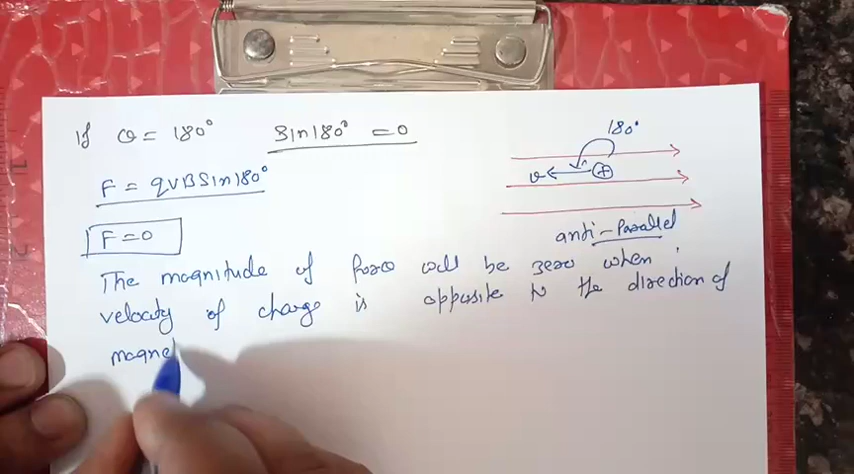 If θ = 180° Sin180° = 0
F = qVBSin180°
F = 0
180°
v +
anti-Parallel
The magnitude of force will be zero when
velocity of charge is opposite to the direction of
magne